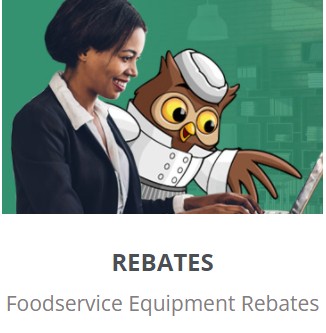 REBATES
Foodservice Equipment Rebates